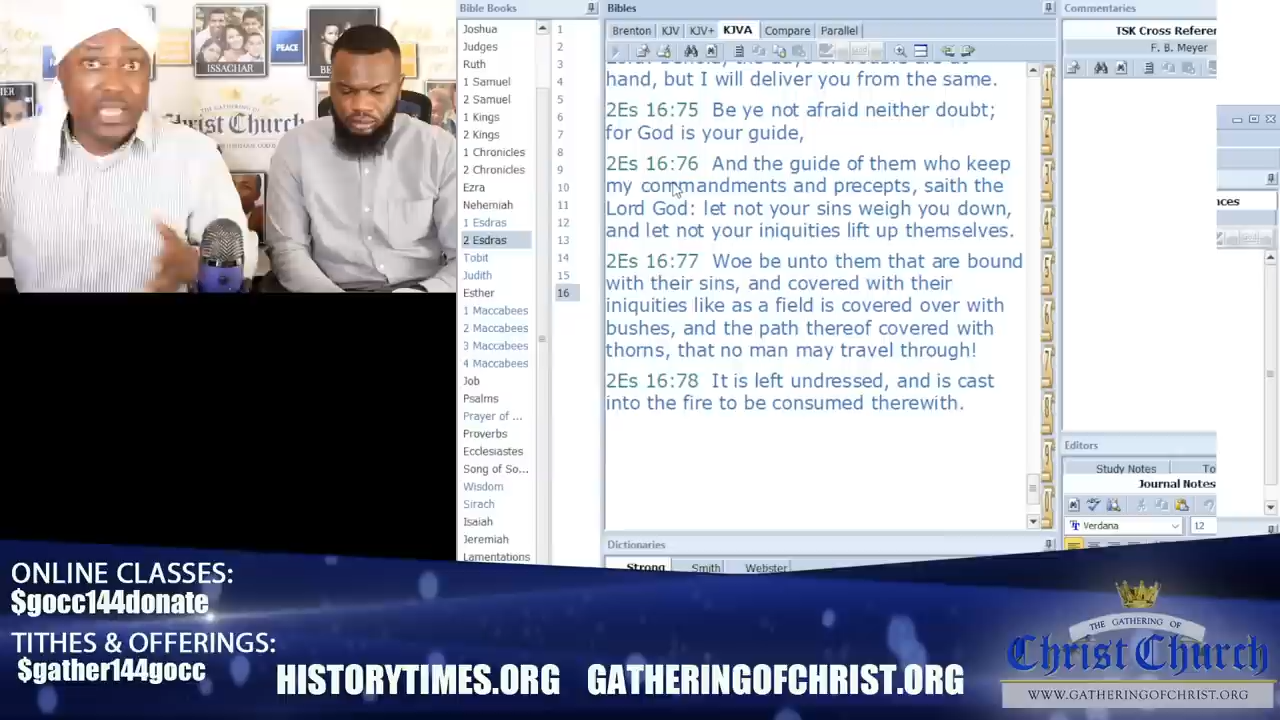 ISSACHAR
PEACE
THE GATHERING OF
Christ Church
Bible Books
Joshua
Judges
Ruth
1 Samuel
2 Samuel
1 Kings
2 Kings
1 Chronicles
2 Chronicles
Ezra
Nehemiah
1 Esdras
2 Esdras
Tobit
Judith
Esther
1 Maccabees
2 Maccabees
3 Maccabees
4 Maccabees
Job
Psalms
Prayer of ...
Proverbs
Ecclesiastes
Song of So...
Wisdom
Sirach
Isaiah
Jeremiah
Lamentations
1
2
3
4
5
6
7
8
9
10
11
12
13
14
15
16
Bibles
Brenton KJV KJV+ KJVA Compare Parallel
hand, but I will deliver you from the same.
2Es 16:75 Be ye not afraid neither doubt;
for God is your guide,
2Es 16:76 And the guide of them who keep
my commandments and precepts, saith the
Lord God: let not your sins weigh you down,
and let not your iniquities lift up themselves.
2Es 16:77 Woe be unto them that are bound
with their sins, and covered with their
iniquities like as a field is covered over with
bushes, and the path thereof covered with
thorns, that no man may travel through!
2Es 16:78 It is left undressed, and is cast
into the fire to be consumed therewith.
Dictionaries
Strong Smith Webster
Commentaries
TSK Cross Referen
F. B. Meyer
nces
Editors
Study Notes To
Journal Notes
Verdana 12
ONLINE CLASSES:
$gocc144donate
TITHES & OFFERINGS:
$gather144gocc
HISTORYTIMES.ORG GATHERINGOFCHRIST.ORG
THE GATHERING OF
Christ Church
WWW.GATHERINGOFCHRIST.ORG